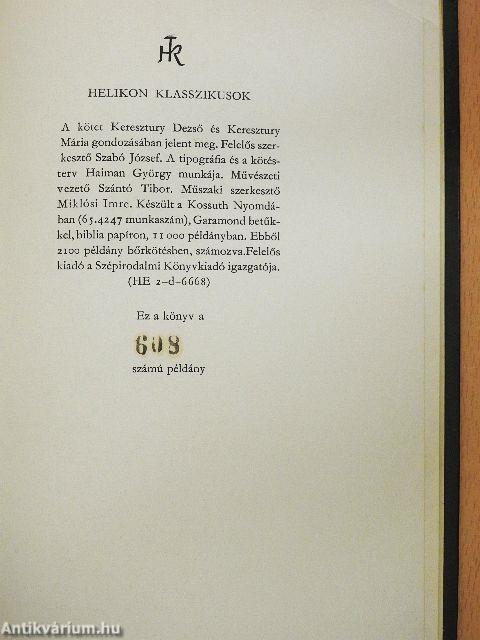 HK
HELIKON KLASSZIKUSOK
A kötet Keresztury Dezső és Keresztury
Mária gondozásában jelent meg. Felelős szer-
kesztő Szabó József. A tipográfia és a kötés-
terv Haiman György munkája. Művészeti
vezető Szántó Tibor. Műszaki szerkesztő
Miklósi Imre. Készült a Kossuth Nyomdá-
ban (65.4247 munkaszám), Garamond betűk-
kel, biblia papíron, 11 000 példányban. Ebből
2100 példány bőrkötésben, számozva.Felelős
kiadó a Szépirodalmi Könyvkiadó igazgatója.
(HE 2-d-6668)
Ez a könyv a
608
számú példány
Antikvárium.hu